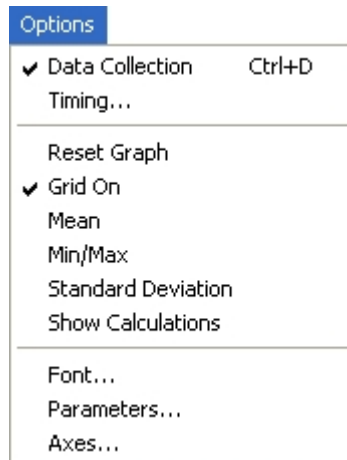 Options
Data Collection Ctrl+D
Timing...
Reset Graph
Grid On
Mean
Min/Max
Standard Deviation
Show Calculations
Font...
Parameters...
Axes...